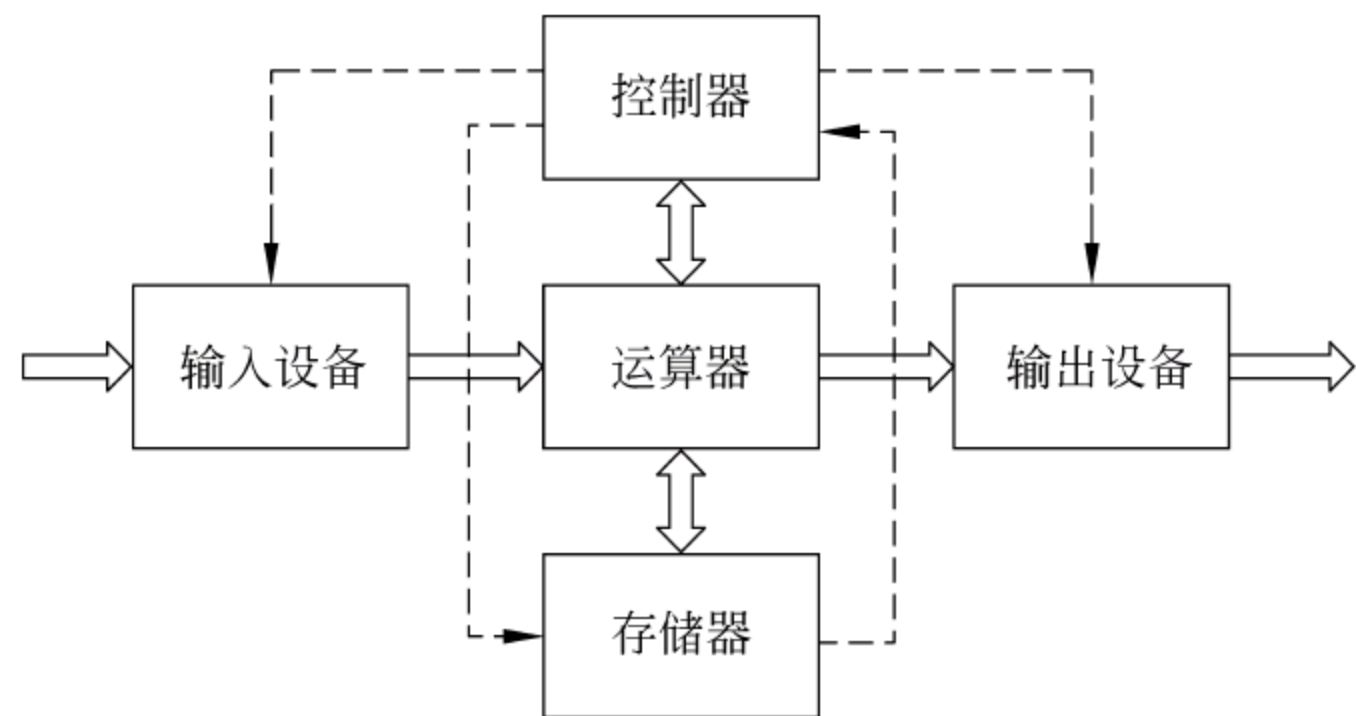 控制器
输入设备
运算器
输出设备
存储器